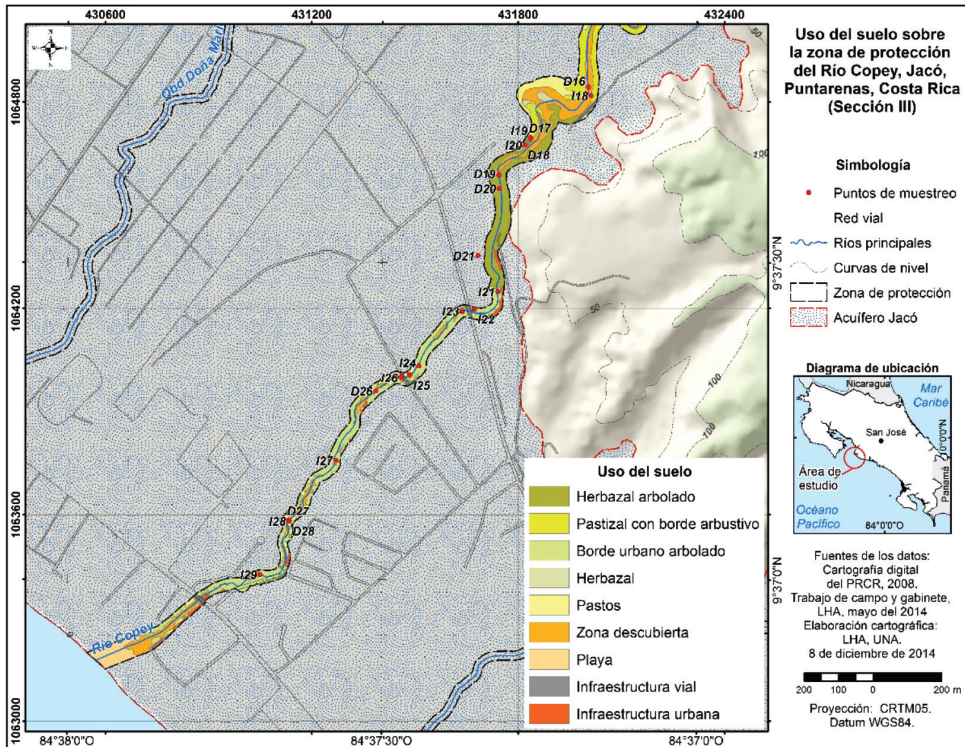 430600
431200
431800
432400
1064800
1064200
1063600
1063000
84°38'0"O
84°37'30"O
84°37'0"O
9°37'30"N
9°37'0"N
N
W
E
S
Qbd Doña Mari
50
100
50
100
100
D16
I18
I19
D17
I20
D18
D19
D20
D21
I21
I23
I22
I24
I26
I25
D26
I27
D27
I28
D28
I29
Río Copey
Uso del suelo
Herbazal arbolado
Pastizal con borde arbustivo
Borde urbano arbolado
Herbazal
Pastos
Zona descubierta
Playa
Infraestructura vial
Infraestructura urbana
Uso del suelo sobre
la zona de protección
del Río Copey, Jacó,
Puntarenas, Costa Rica
(Sección III)
Simbología
Puntos de muestreo
Red vial
Ríos principales
Curvas de nivel
Zona de protección
Acuífero Jacó
Diagrama de ubicación
Nicaragua
Mar
Caribé
San José
10°0'0"N
Área de
estudio
Panamá
Océano
Pacífico
84°0'0"O
Fuentes de los datos:
Cartografía digital
del PRCR, 2008.
Trabajo de campo y gabinete,
LHA, mayo del 2014
Elaboración cartográfica:
LHA, UNA.
8 de diciembre de 2014
200 100 0 200 m
Proyección: CRTM05.
Datum WGS84.